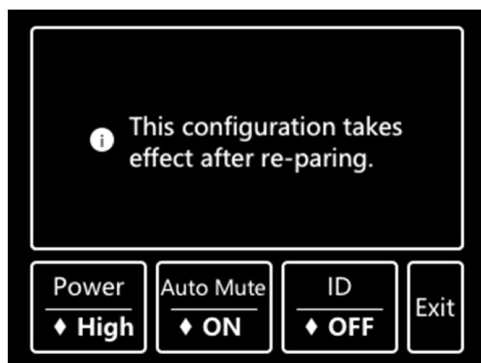 This configuration takes
effect after re-paring.
Power
♦ High
Auto Mute
♦ ON
ID
♦ OFF
Exit